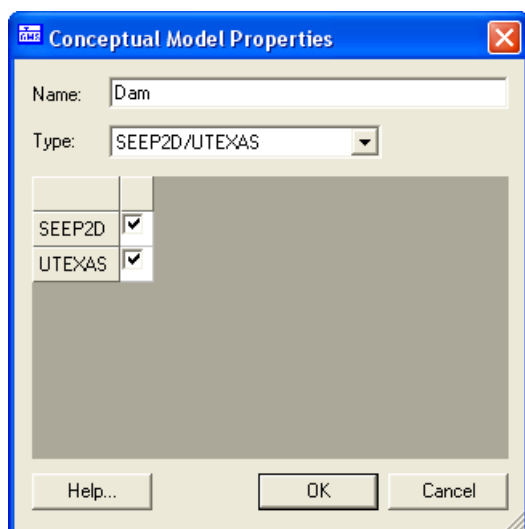 Conceptual Model Properties
Name: Dam
Type: SEEP2D/UTEXAS
SEEP2D
UTEXAS
Help... OK Cancel